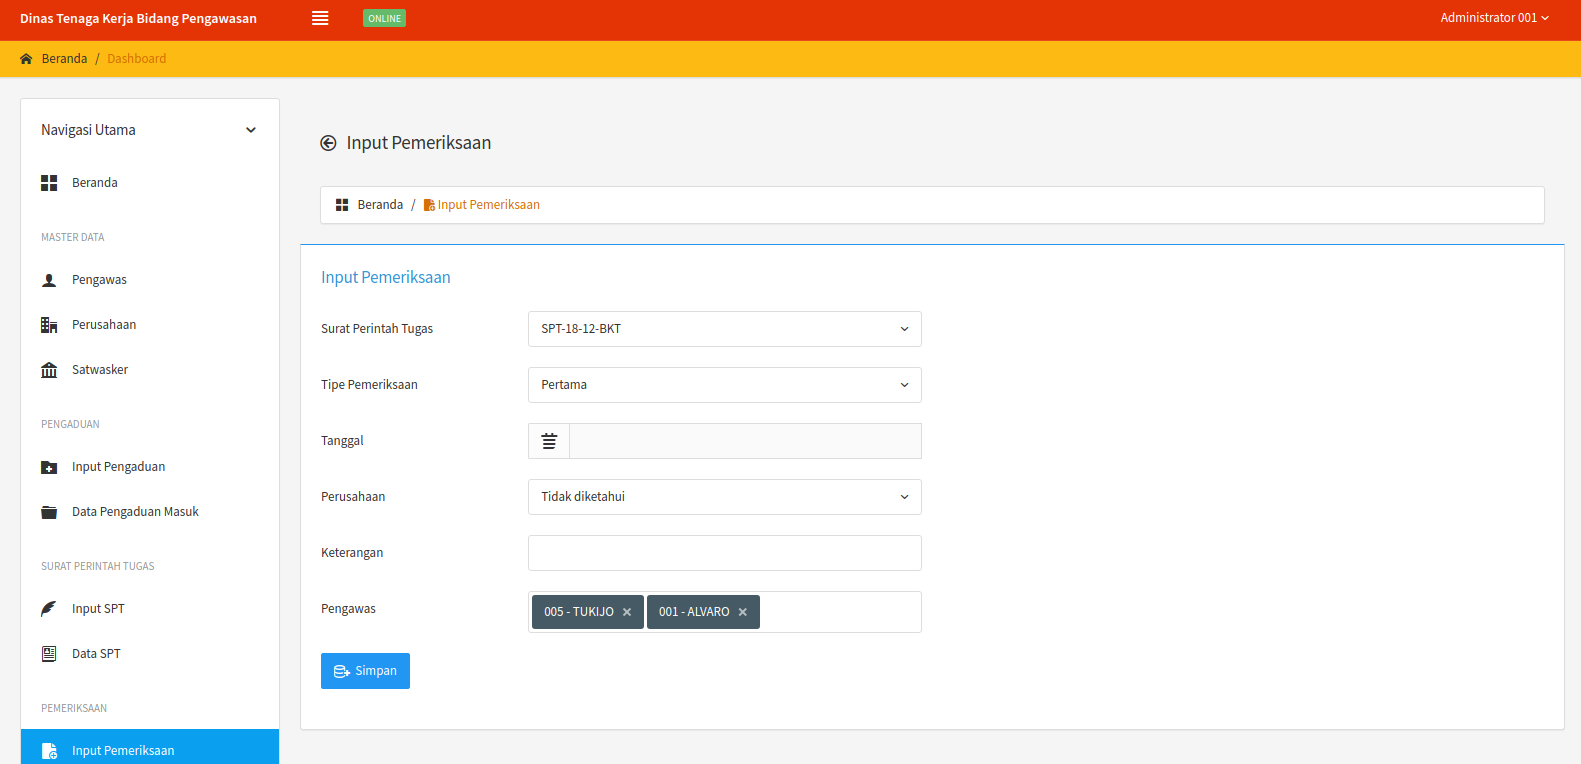 Dinas Tenaga Kerja Bidang Pengawasan
ONLINE
Administrator 001
Beranda / Dashboard
Navigasi Utama
Beranda
MASTER DATA
Pengawas
Perusahaan
Satwasker
PENGADUAN
Input Pengaduan
Data Pengaduan Masuk
SURAT PERINTAH TUGAS
Input SPT
Data SPT
PEMERIKSAAN
Input Pemeriksaan
Input Pemeriksaan
Beranda / Input Pemeriksaan
Input Pemeriksaan
Surat Perintah Tugas SPT-18-12-BKT
Tipe Pemeriksaan Pertama
Tanggal
Perusahaan Tidak diketahui
Keterangan
Pengawas 005 - TUKIJO × 001 - ALVARO ×
Simpan